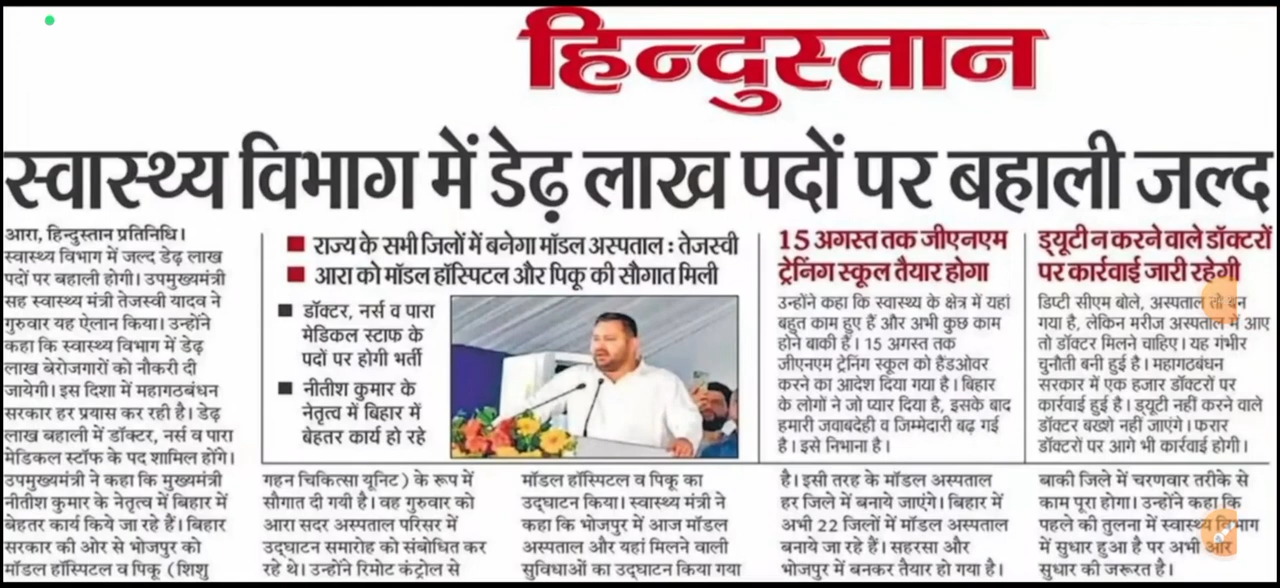 हिन्दुस्तान
स्वास्थ्य विभाग में डेढ़ लाख पदों पर बहाली जल्द
आरा, हिन्दुस्तान प्रतिनिधि।
स्वास्थ्य विभाग में जल्द डेढ़ लाख
पदों पर बहाली होगी। उपमुख्यमंत्री
सह स्वास्थ्य मंत्री तेजस्वी यादव ने
गुरुवार यह ऐलान किया। उन्होंने
कहा कि स्वास्थ्य विभाग में डेढ़
लाख बेरोजगारों को नौकरी दी
जायेगी। इस दिशा में महागठबंधन
सरकार हर प्रयास कर रही है। डेढ़
लाख बहाली में डॉक्टर, नर्स व पारा
मेडिकल स्टॉफ के पद शामिल होंगे।
उपमुख्यमंत्री ने कहा कि मुख्यमंत्री
नीतीश कुमार के नेतृत्व में बिहार में
बेहतर कार्य किये जा रहे हैं। बिहार
सरकार की ओर से भोजपुर को
मॉडल हॉस्पिटल व पिकू (शिशु
राज्य के सभी जिलों में बनेगा मॉडल अस्पताल : तेजस्वी
आरा को मॉडल हॉस्पिटल और पिकू की सौगात मिली
डॉक्टर, नर्स व पारा
मेडिकल स्टाफ के
पदों पर होगी भर्ती
नीतीश कुमार के
नेतृत्व में बिहार में
बेहतर कार्य हो रहे
गहन चिकित्सा यूनिट) के रूप में
सौगात दी गयी है। वह गुरुवार को
आरा सदर अस्पताल परिसर में
उद्घाटन समारोह को संबोधित कर
रहे थे। उन्होंने रिमोट कंट्रोल से
मॉडल हॉस्पिटल व पिकू का
उद्घाटन किया। स्वास्थ्य मंत्री ने
कहा कि भोजपुर में आज मॉडल
अस्पताल और यहां मिलने वाली
सुविधाओं का उद्घाटन किया गया
15 अगस्त तक जीएनएम
ट्रेनिंग स्कूल तैयार होगा
उन्होंने कहा कि स्वास्थ्य के क्षेत्र में यहां
बहुत काम हुए हैं और अभी कुछ काम
होने बाकी हैं। 15 अगस्त तक
जीएनएम ट्रेनिंग स्कूल को हैंडओवर
करने का आदेश दिया गया है। बिहार
के लोगों ने जो प्यार दिया है, इसके बाद
हमारी जवाबदेही व जिम्मेदारी बढ़ गई
है। इसे निभाना है।
है। इसी तरह के मॉडल अस्पताल
हर जिले में बनाये जाएंगे। बिहार में
अभी 22 जिलों में मॉडल अस्पताल
बनाये जा रहे हैं। सहरसा और
भोजपुर में बनकर तैयार हो गया है।
ड्यूटी न करने वाले डॉक्टरों
पर कार्रवाई जारी रहेगी
डिप्टी सीएम बोले, अस्पताल तो बन
गया है, लेकिन मरीज अस्पताल में आए
तो डॉक्टर मिलने चाहिए। यह गंभीर
चुनौती बनी हुई है। महागठबंधन
सरकार में एक हजार डॉक्टरों पर
कार्रवाई हुई है। ड्यूटी नहीं करने वाले
डॉक्टर बख्शे नहीं जाएंगे। फरार
डॉक्टरों पर आगे भी कार्रवाई होगी।
बाकी जिले में चरणवार तरीके से
काम पूरा होगा। उन्होंने कहा कि
पहले की तुलना में स्वास्थ्य विभाग
में सुधार हुआ है पर अभी और
सुधार की जरूरत है।